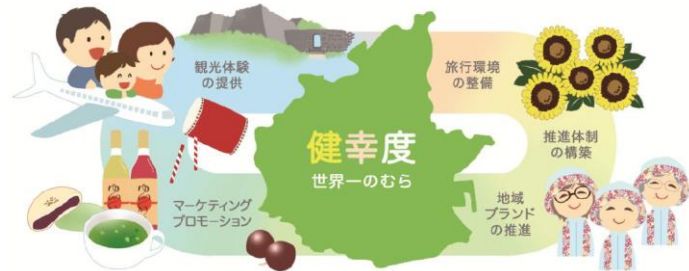 観光体験
の提供
旅行環境
の整備
健幸度
世界一のむら
推進体制
の構築
マーケティング
プロモーション
地域
ブランド
の推進